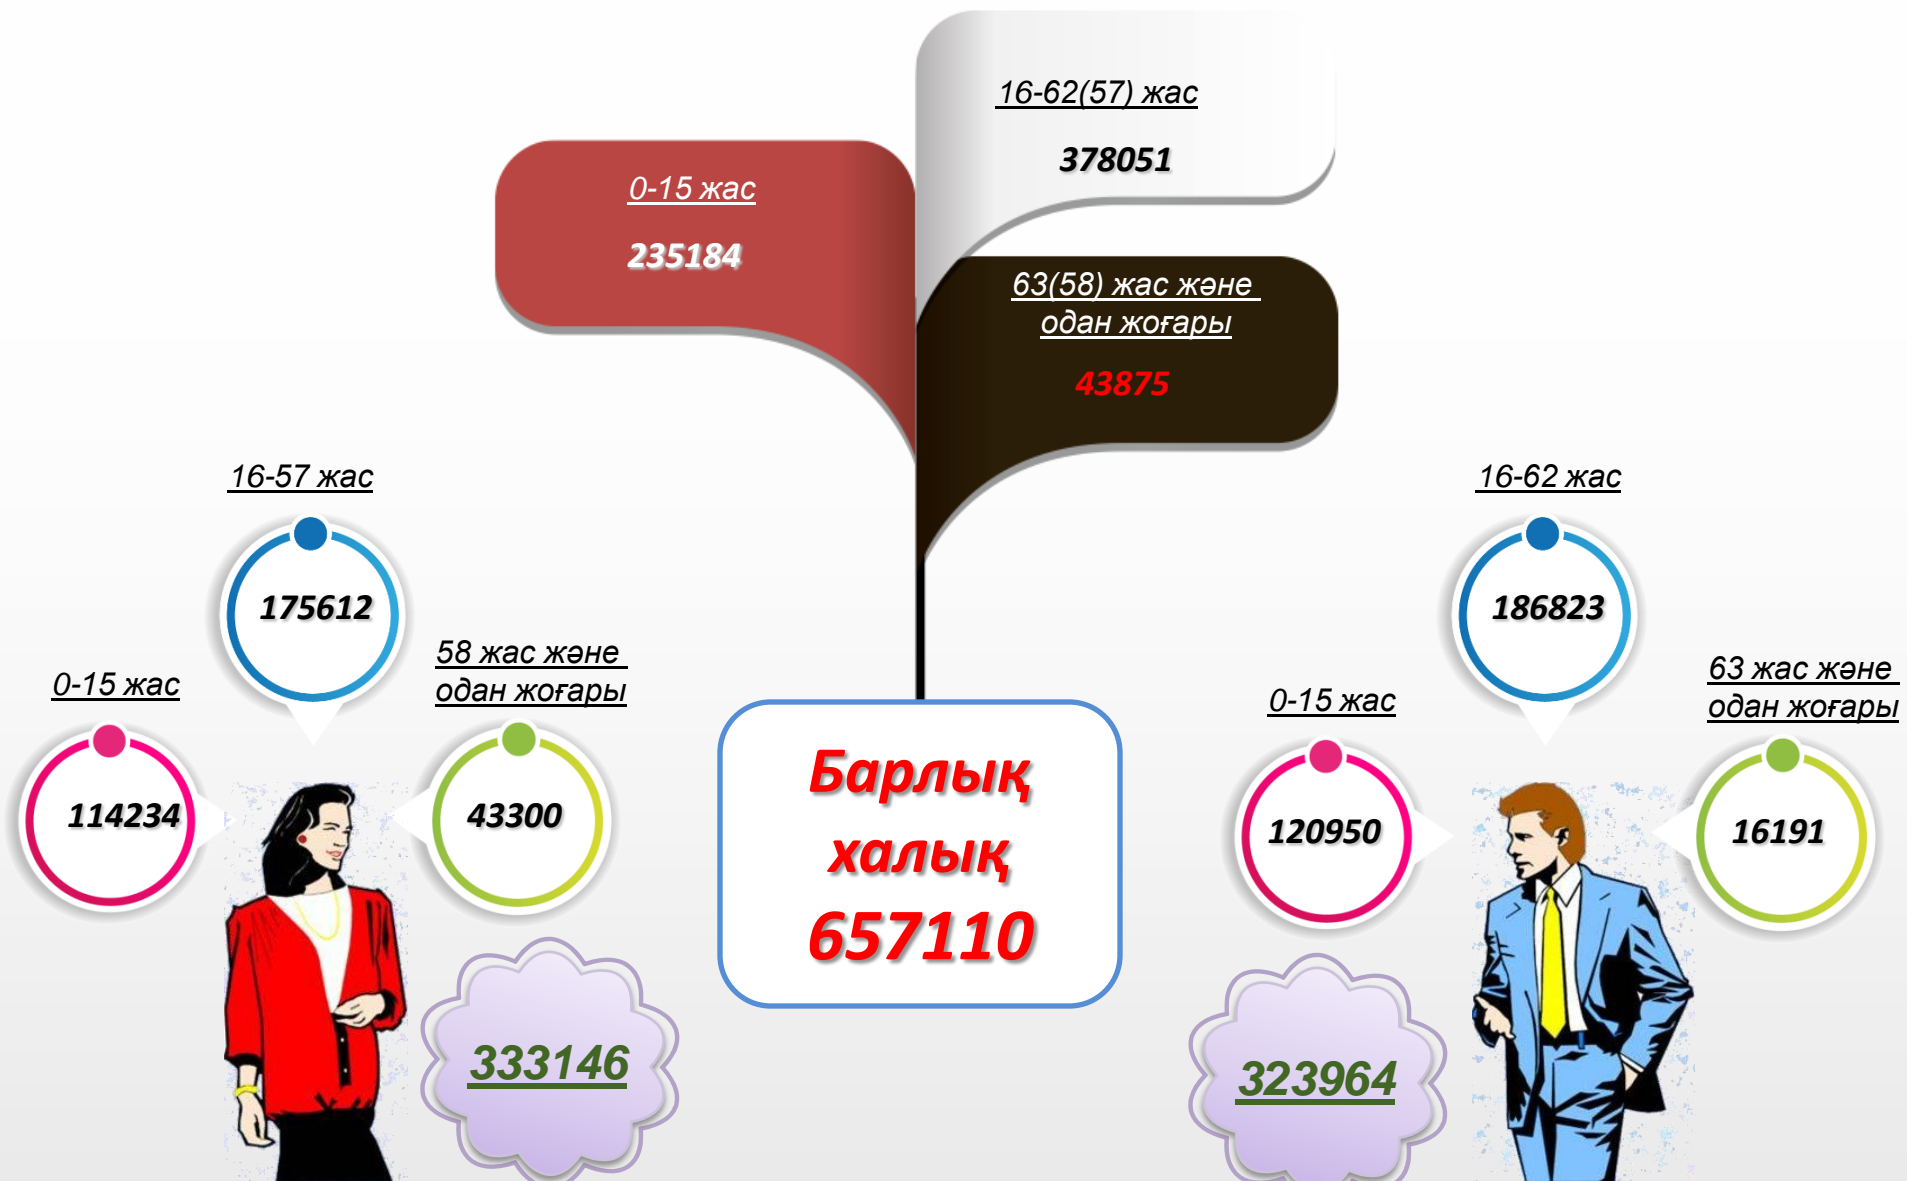 16-62(57) жас
378051
0-15 жас
235184
63(58) жас және
одан жоғары
43875
16-57 жас
175612
0-15 жас
114234
58 жас және
одан жоғары
43300
333146
Барлық
халық
657110
16-62 жас
186823
0-15 жас
120950
63 жас және
одан жоғары
16191
323964